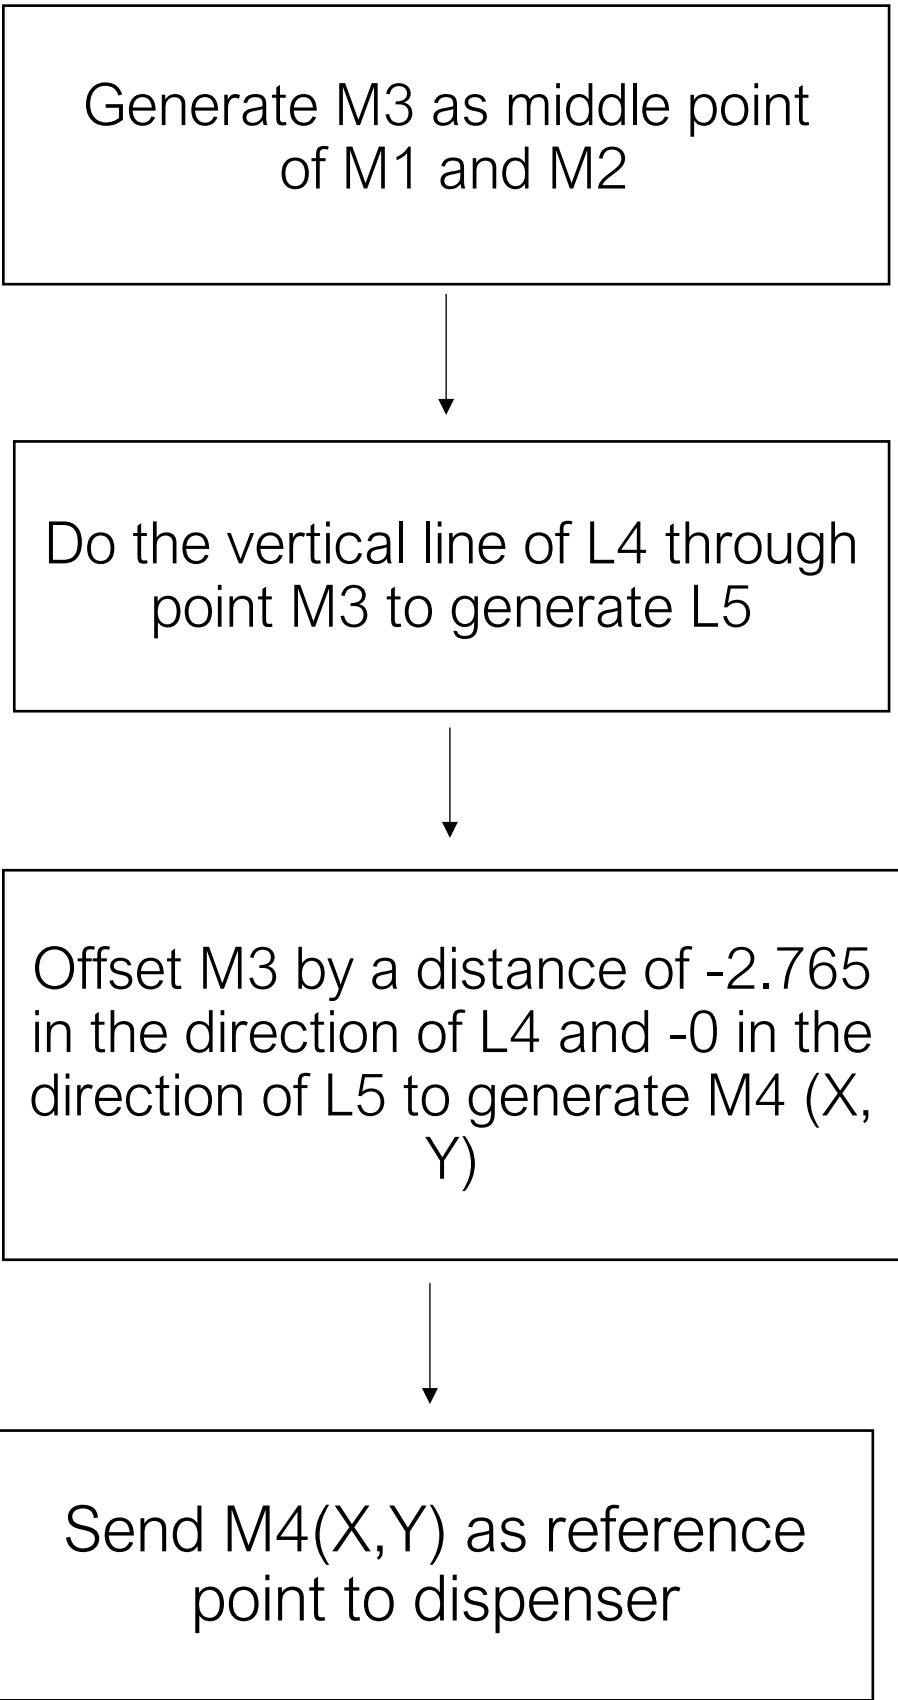 Generate M3 as middle point
of M1 and M2
Do the vertical line of L4 through
point M3 to generate L5
Offset M3 by a distance of -2.765
in the direction of L4 and -0 in the
direction of L5 to generate M4 (X,
Y)
Send M4(X,Y) as reference
point to dispenser